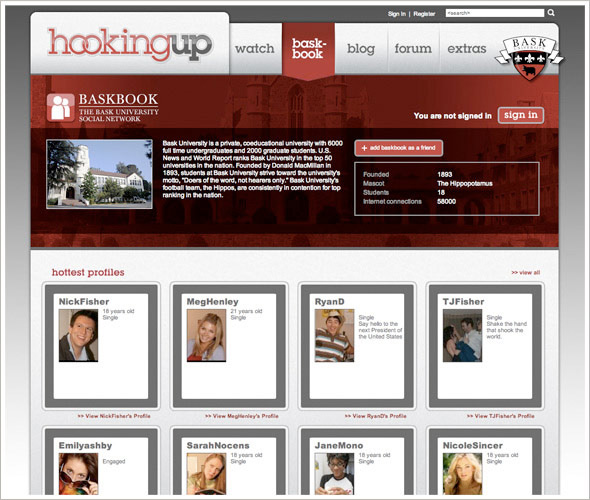 Sign In | Register
<search>
hookingup
watch
bask-
book
blog
forum
extras
BASK
BASKBOOK
THE BASK UNIVERSITY
SOCIAL NETWORK
You are not signed in
sign in
Bask University is a private, coeducational university with 6000
full time undergraduates and 2000 graduate students. U.S.
News and World Report ranks Bask University in the top 50
universities in the nation. Founded by Donald MacMillan in
1893, students at Bask University strive toward the university's
motto, "Doers of the word, not hearers only." Bask University's
football team, the Hippos, are consistently in contention for top
ranking in the nation.
+ add baskbook as a friend
Founded 1893
Mascot The Hippopotamus
Students 18
Internet connections 58000
hottest profiles
>> view all
NickFisher
18 years old
Single
>> View NickFisher's Profile
MegHenley
21 years old
Single
>> View MegHenley's Profile
RyanD
Single
Say hello to the
next President of
the United States
>> View RyanD's Profile
TJFisher
Single
Shake the hand
that shook the
world.
>> View TJFisher's Profile
Emilyashby
Engaged
SarahNocens
18 years old
Single
JaneMono
18 years old
Single
NicoleSincer
18 years old
Single